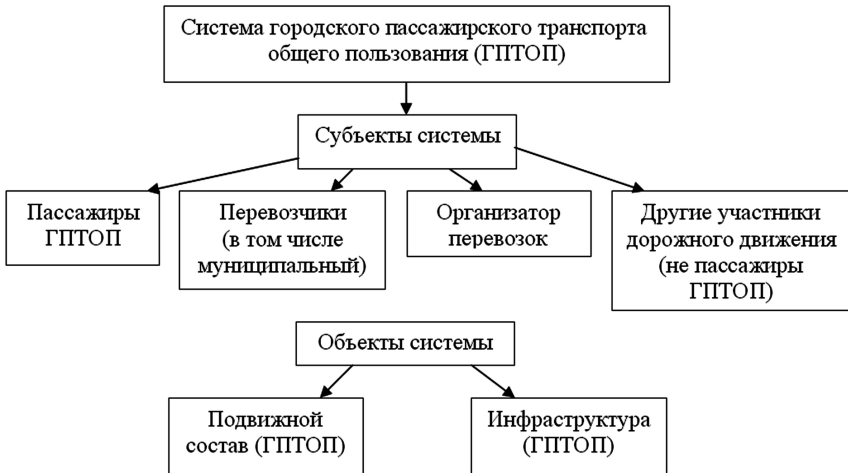 Система городского пассажирского транспорта
общего пользования (ГПТОП)
Субъекты системы
Пассажиры
ГПТОП
Перевозчики
(в том числе
муниципальный)
Организатор
перевозок
Другие участники
дорожного движения
(не пассажиры
ГПТОП)
Объекты системы
Подвижной
состав (ГПТОП)
Инфраструктура
(ГПТОП)